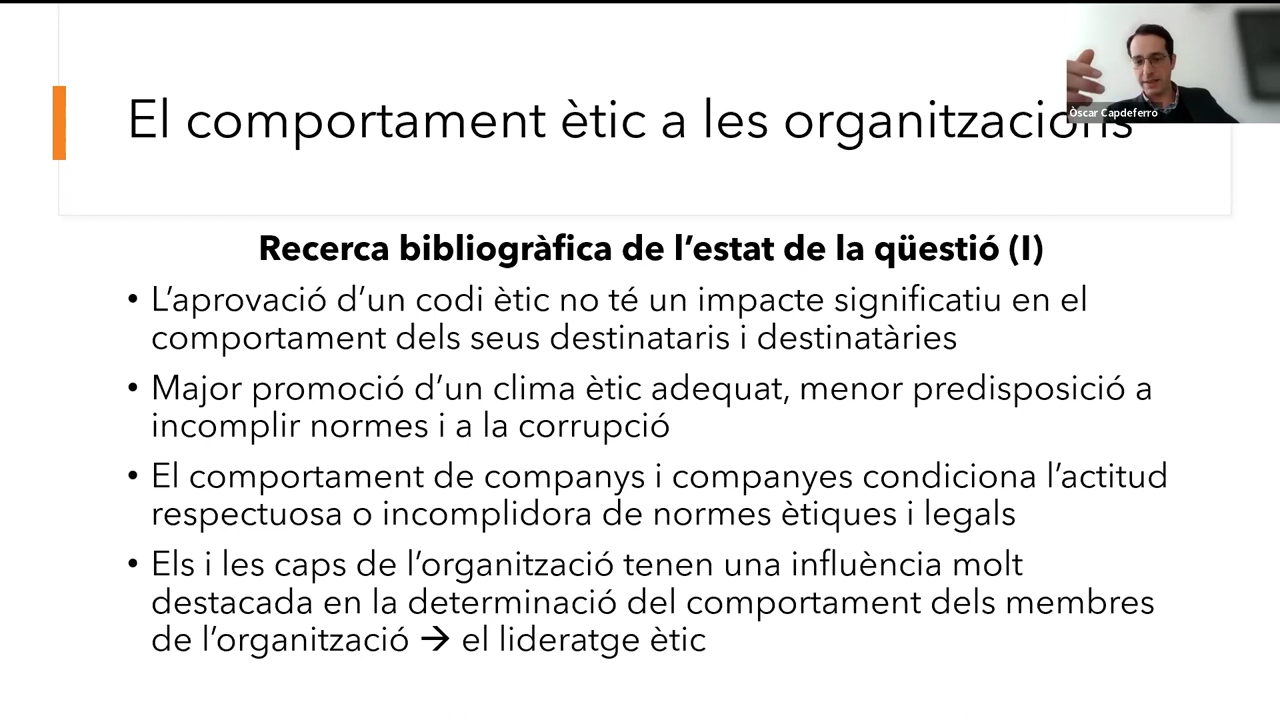 El comportament ètic a les organitzacions
Òscar Capdeferro
Recerca bibliogràfica de l’estat de la qüestió (I)
• L’aprovació d’un codi ètic no té un impacte significatiu en el
comportament dels seus destinataris i destinatàries
• Major promoció d’un clima ètic adequat, menor predisposició a
incomplir normes i a la corrupció
• El comportament de companys i companyes condiciona l’actitud
respectuosa o incomplidora de normes ètiques i legals
• Els i les caps de l’organització tenen una influència molt
destacada en la determinació del comportament dels membres
de l’organització → el lideratge ètic